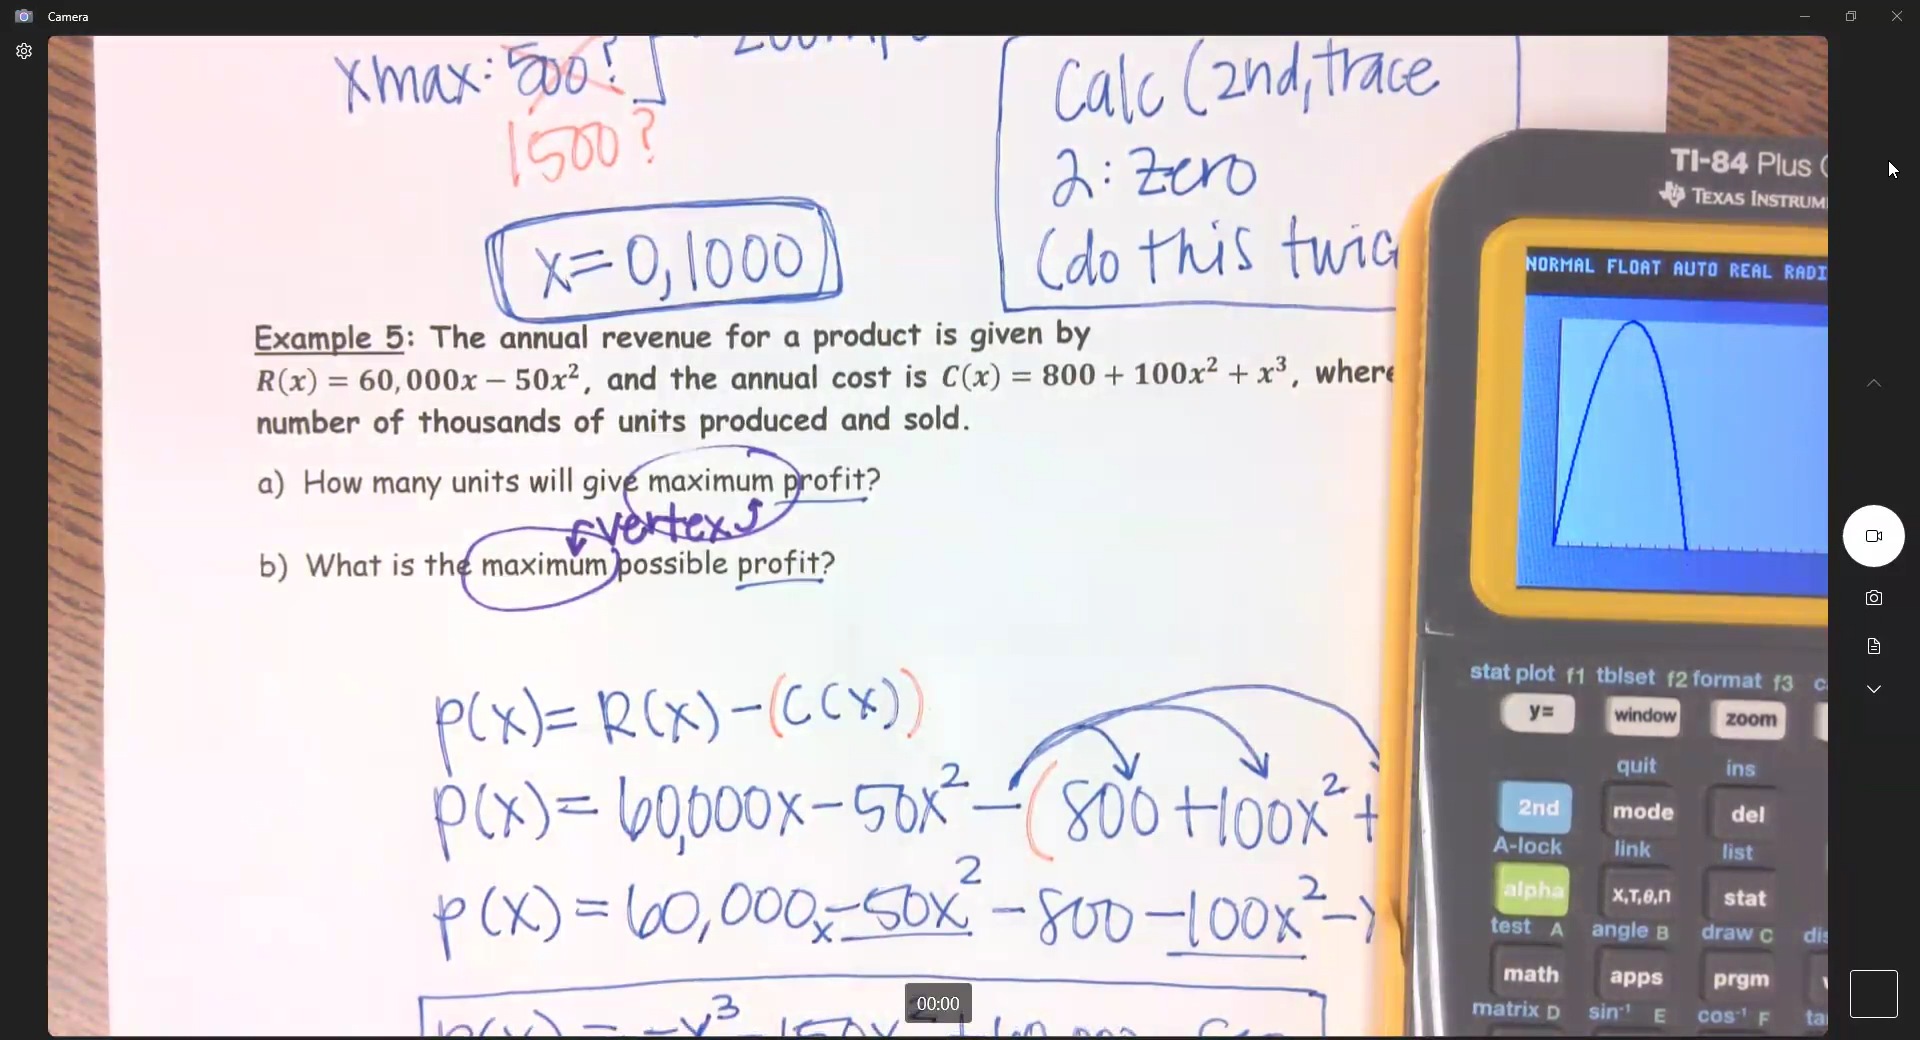 Camera
xmax: 500?
1500?
x=0,1000
Calc (2nd, trace
2: Zero
(do this twic
Example 5: The annual revenue for a product is given by
R(x) = 60,000x − 50x², and the annual cost is C(x) = 800 + 100x² + x³, where
number of thousands of units produced and sold.
a) How many units will give maximum profit?
vertex
b) What is the maximum possible profit?
p(x) = R(x) − (C(x))
p(x) = 60,000x − 50x² − (800 + 100x² +
p(x) = 60,000x − 50x² − 800 − 100x² −
p(x) = −x³ − 150x² +
00:00
TI-84 Plus C
TEXAS INSTRUM
NORMAL FLOAT AUTO REAL RADI
stat plot f1 tblset f2 format f3 c
y= window zoom
quit ins
2nd mode del
A-lock link list
alpha X,T,θ,n stat
test A angle B draw C dis
math apps prgm
matrix D sin⁻¹ E cos⁻¹ F ta